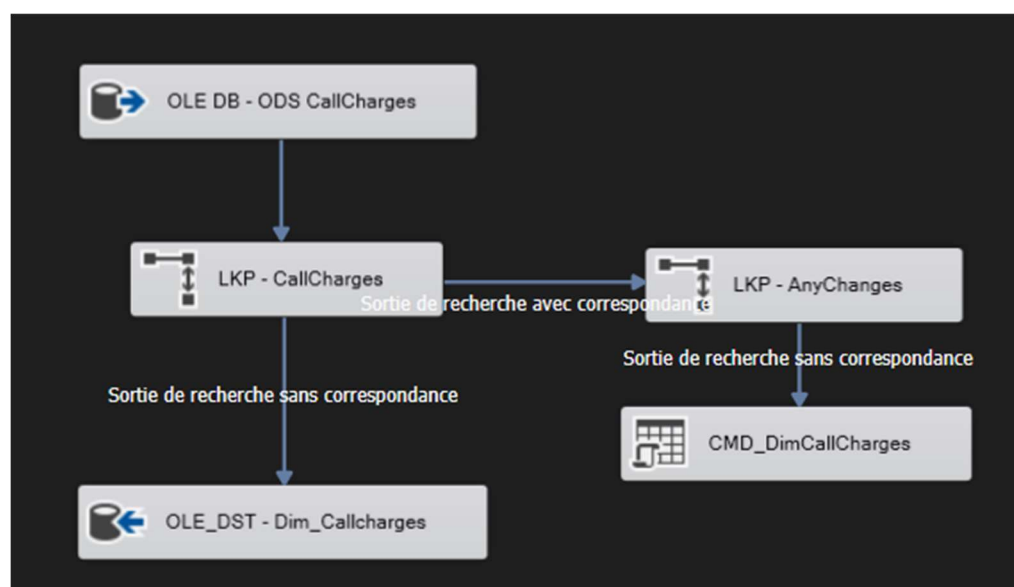 OLE DB - ODS CallCharges
LKP - CallCharges
Sortie de recherche avec correspondance
LKP - AnyChanges
Sortie de recherche sans correspondance
Sortie de recherche sans correspondance
CMD_DimCallCharges
OLE_DST - Dim_Callcharges